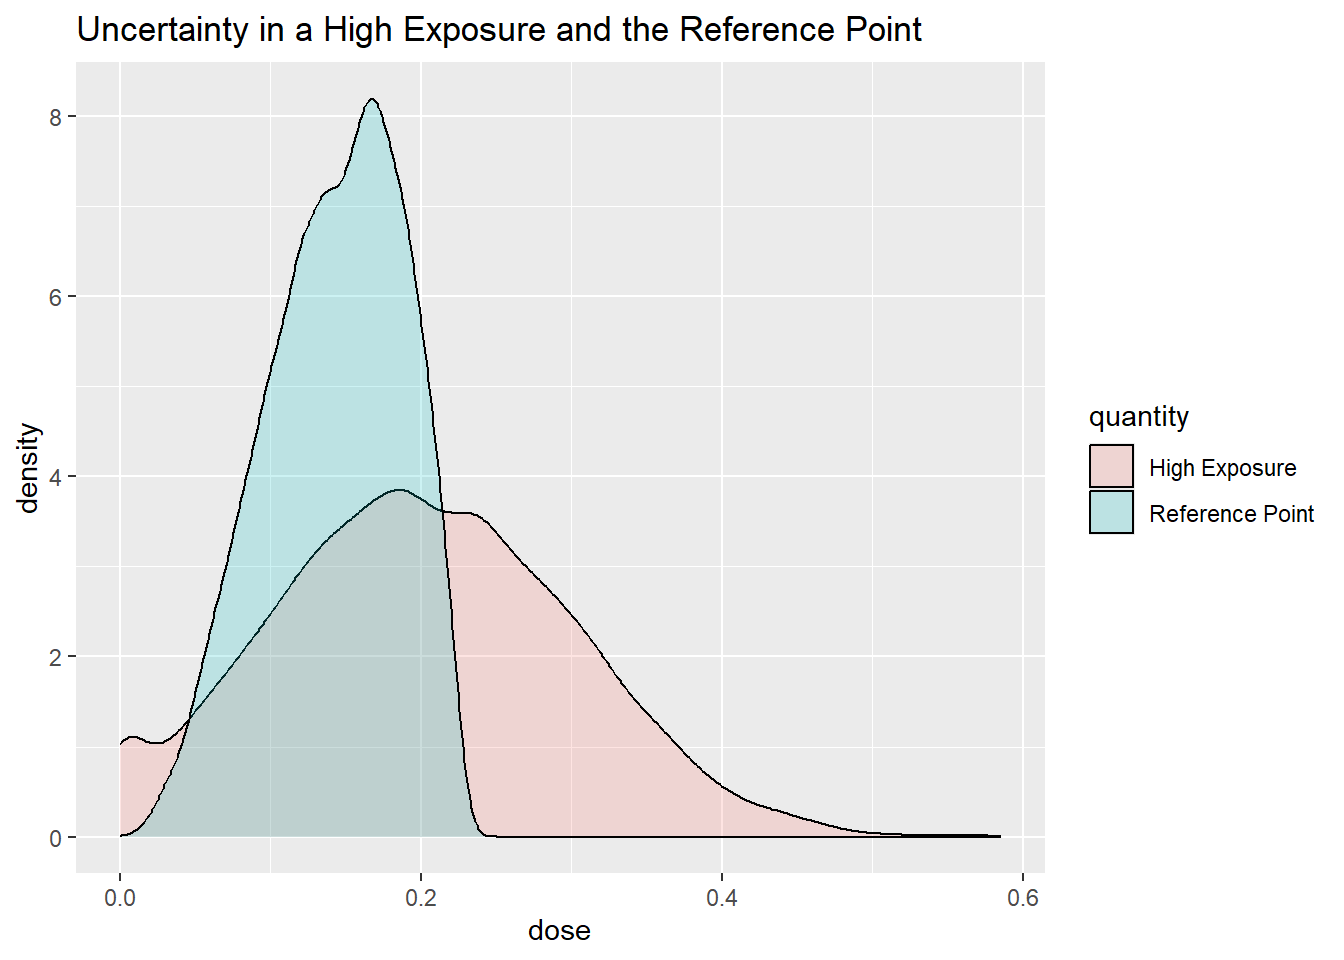 Uncertainty in a High Exposure and the Reference Point
8
6
4
2
0
density
0.0 0.2 0.4 0.6
dose
quantity
High Exposure
Reference Point